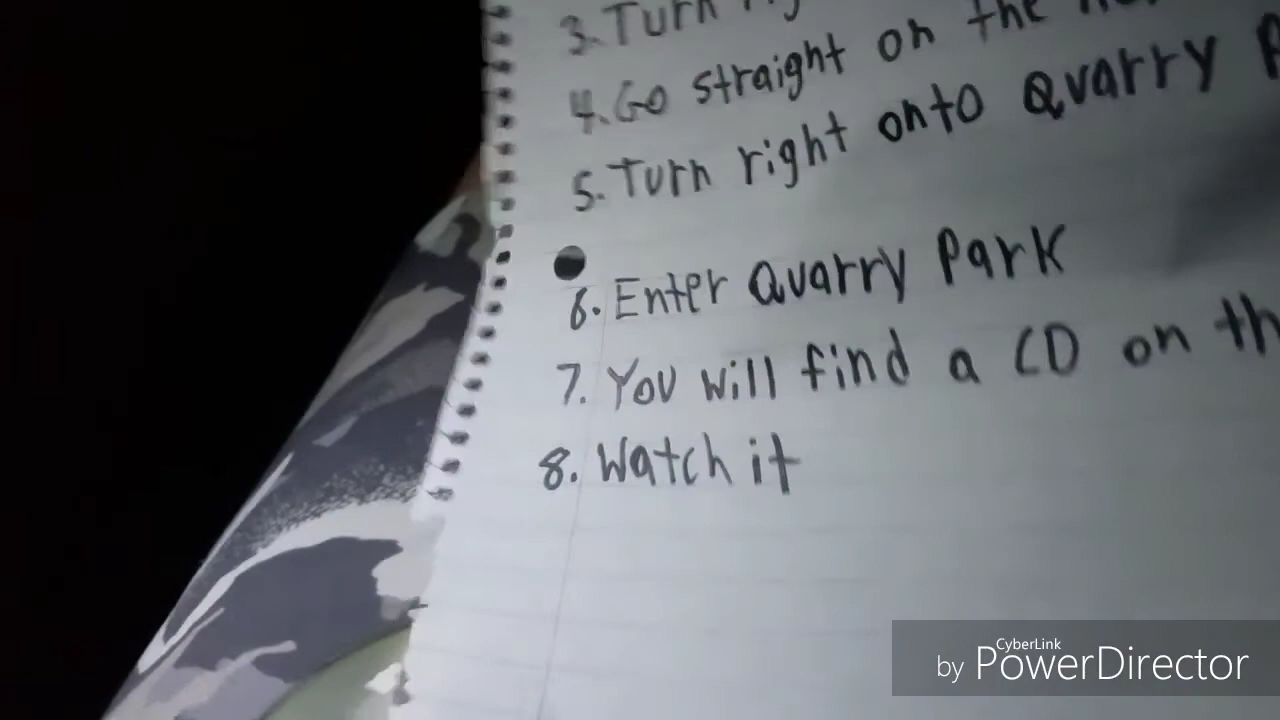 3. Turn
4. Go straight on the
5. Turn right onto Quarry
6. Enter Quarry Park
7. You will find a CD on th
8. Watch it
CyberLink
by PowerDirector